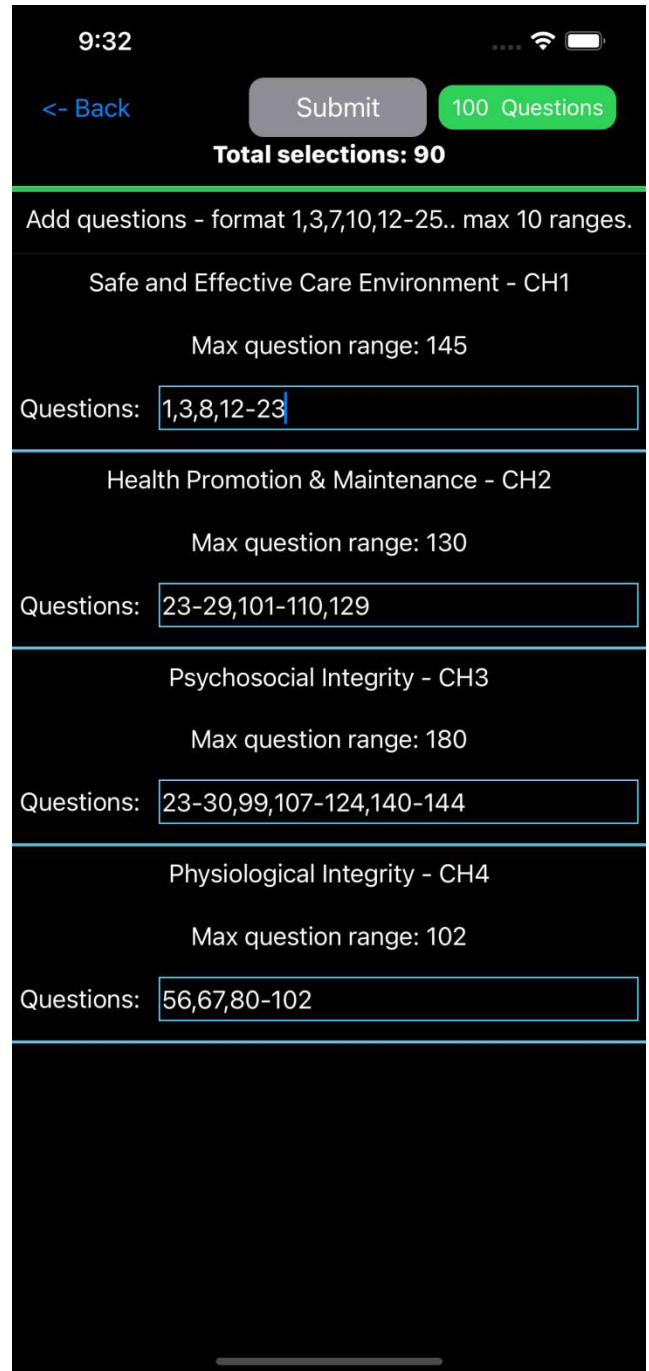 9:32
<- Back Submit 100 Questions
Total selections: 90
Add questions - format 1,3,7,10,12-25.. max 10 ranges.
Safe and Effective Care Environment - CH1
Max question range: 145
Questions: 1,3,8,12-23
Health Promotion & Maintenance - CH2
Max question range: 130
Questions: 23-29,101-110,129
Psychosocial Integrity - CH3
Max question range: 180
Questions: 23-30,99,107-124,140-144
Physiological Integrity - CH4
Max question range: 102
Questions: 56,67,80-102